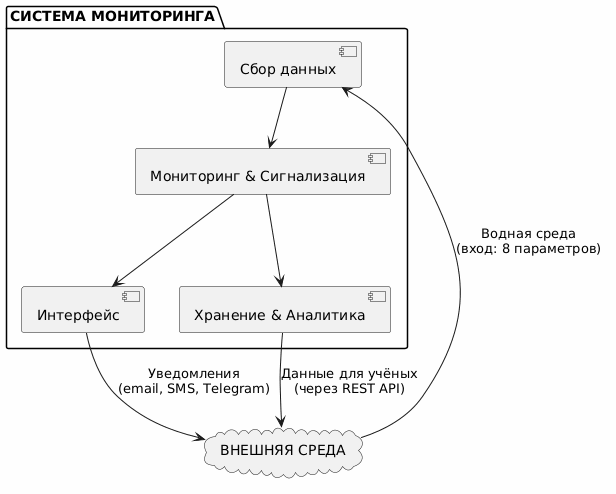 СИСТЕМА МОНИТОРИНГА
Сбор данных
Мониторинг & Сигнализация
Водная среда
(вход: 8 параметров)
Интерфейс
Хранение & Аналитика
Уведомления
(email, SMS, Telegram)
Данные для учёных
(через REST API)
ВНЕШНЯЯ СРЕДА